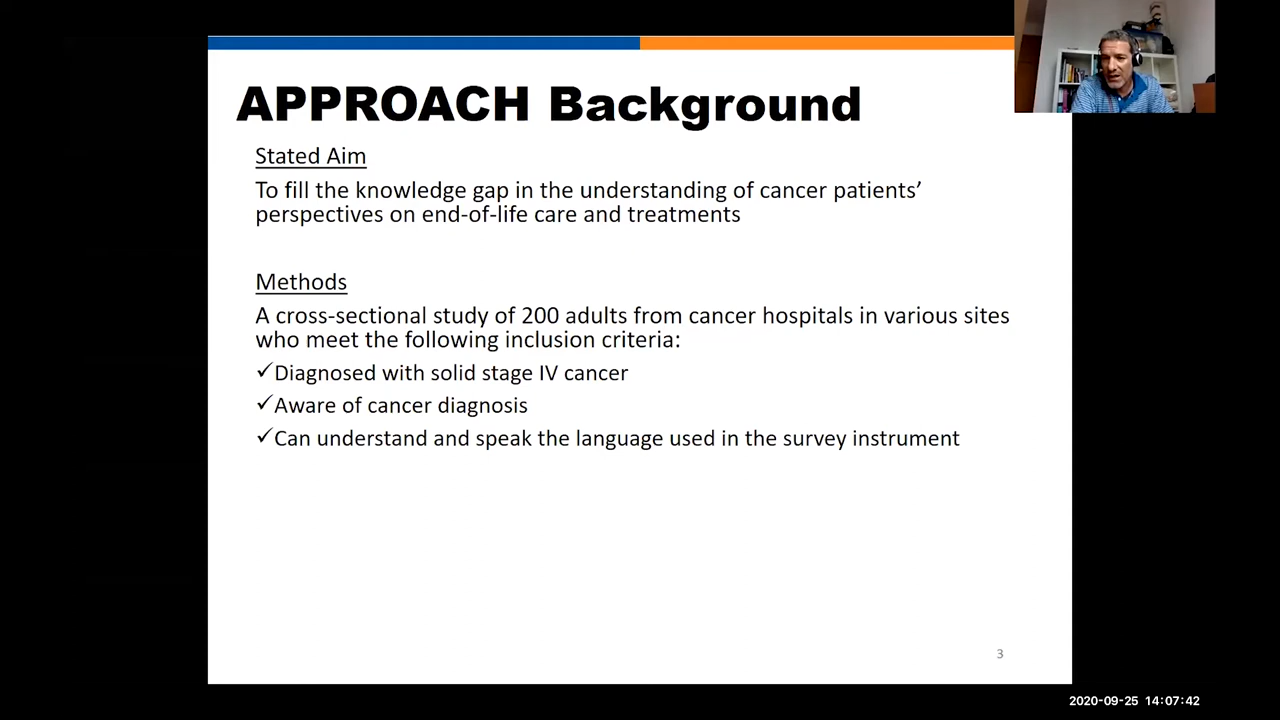 APPROACH Background
Stated Aim
To fill the knowledge gap in the understanding of cancer patients’
perspectives on end-of-life care and treatments
Methods
A cross-sectional study of 200 adults from cancer hospitals in various sites
who meet the following inclusion criteria:
✓Diagnosed with solid stage IV cancer
✓Aware of cancer diagnosis
✓Can understand and speak the language used in the survey instrument
3
2020-09-25 14:07:42